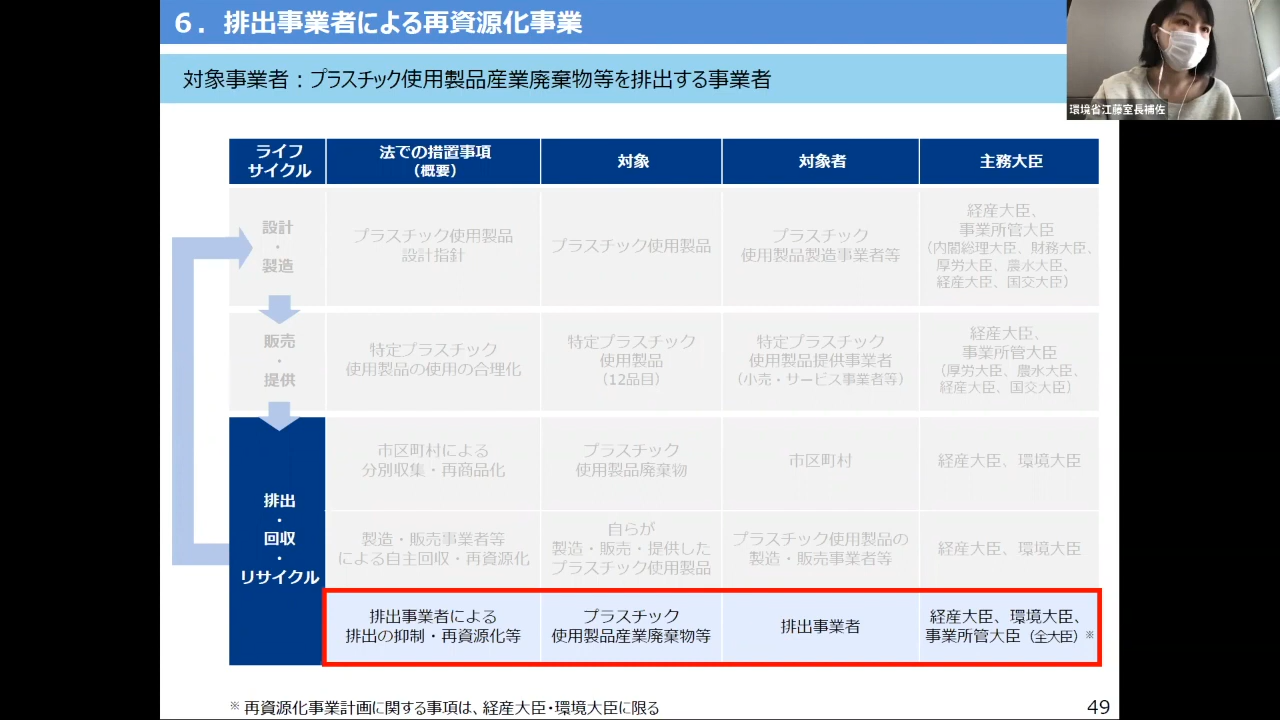 6．排出事業者による再資源化事業
対象事業者：プラスチック使用製品産業廃棄物等を排出する事業者
環境省江藤室長補佐
ライフ
サイクル
法での措置事項
（概要）
対象
対象者
主務大臣
設計
・
製造
プラスチック使用製品
設計指針
プラスチック使用製品
プラスチック
使用製品製造事業者等
経産大臣、
事業所管大臣
（内閣総理大臣、財務大臣、
厚労大臣、農水大臣、
経産大臣、国交大臣）
販売
・
提供
特定プラスチック
使用製品の使用の合理化
特定プラスチック
使用製品
（12品目）
特定プラスチック
使用製品提供事業者
（小売・サービス事業者等）
経産大臣、
事業所管大臣
（厚労大臣、農水大臣、
経産大臣、国交大臣）
排出
・
回収
・
リサイクル
市区町村による
分別収集・再商品化
プラスチック
使用製品廃棄物
市区町村
経産大臣、環境大臣
製造・販売事業者等
による自主回収・再資源化
自らが
製造・販売・提供した
プラスチック使用製品
プラスチック使用製品の
製造・販売事業者等
経産大臣、環境大臣
排出事業者による
排出の抑制・再資源化等
プラスチック
使用製品産業廃棄物等
排出事業者
経産大臣、環境大臣、
事業所管大臣（全大臣）※
※ 再資源化事業計画に関する事項は、経産大臣・環境大臣に限る
49